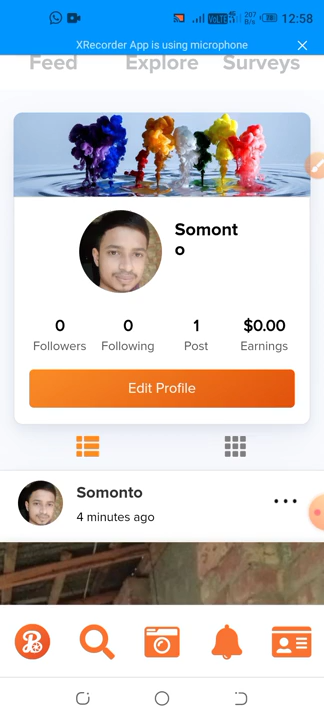 12:58
XRecorder App is using microphone
Feed Explore Surveys
Somont
o
0 0 1 $0.00
Followers Following Post Earnings
Edit Profile
Somonto
4 minutes ago